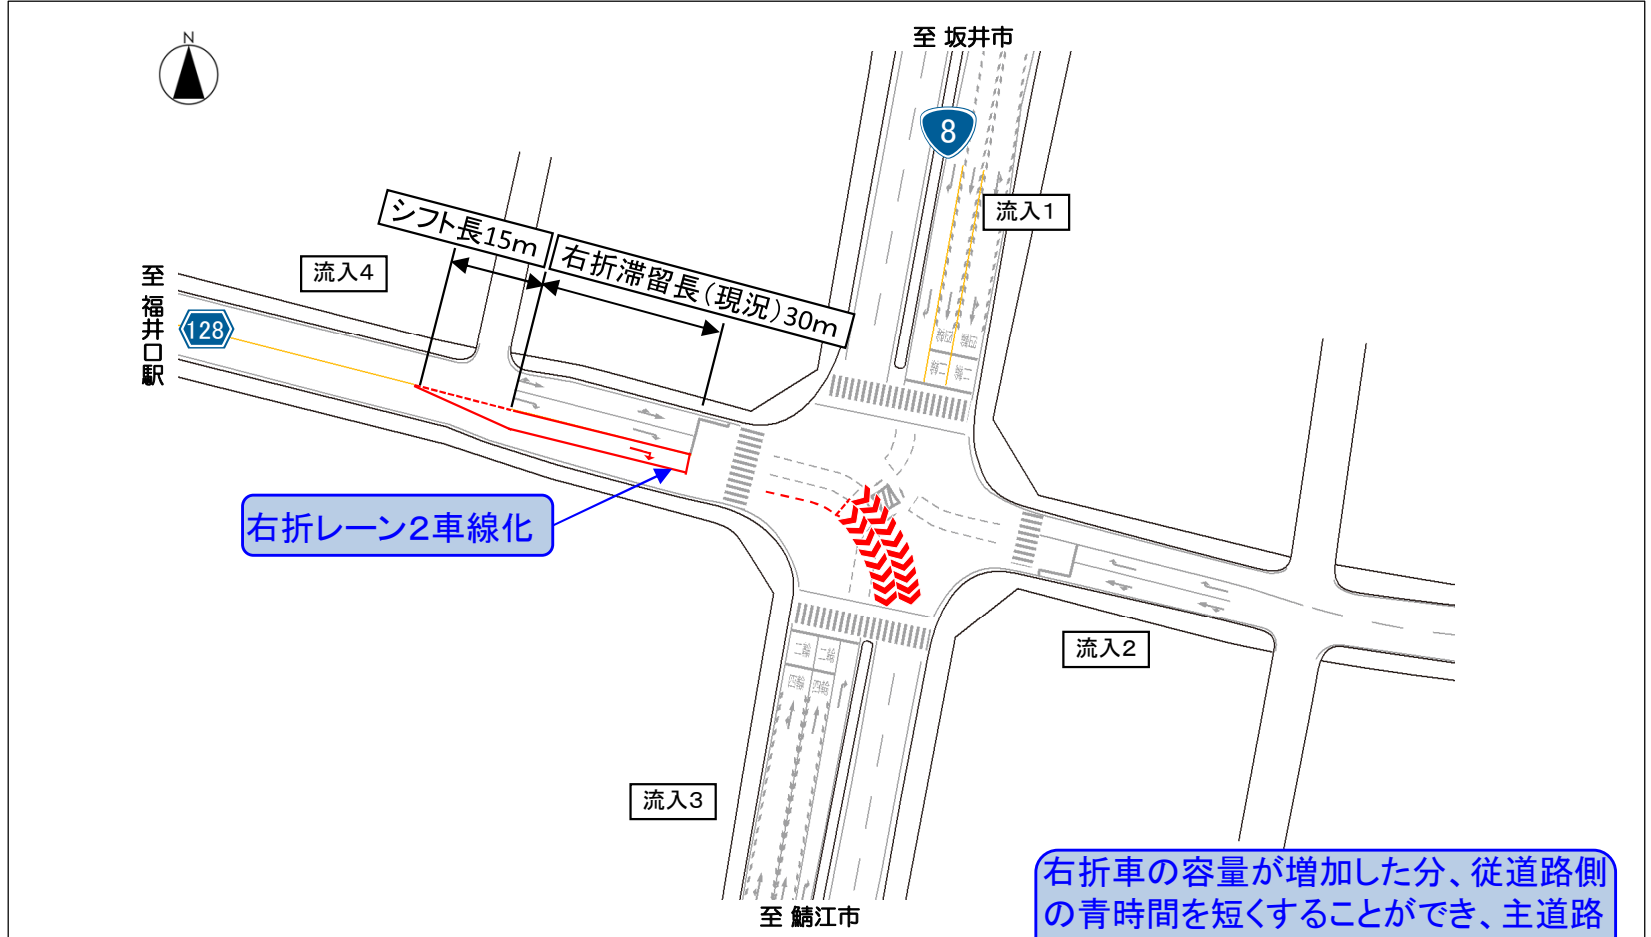 N
至 坂井市
8
流入1
シフト長15m
右折滞留長(現況)30m
流入4
至 福井口駅
128
右折レーン2車線化
流入2
流入3
至 鯖江市
右折車の容量が増加した分、従道路側
の青時間を短くすることができ、主道路